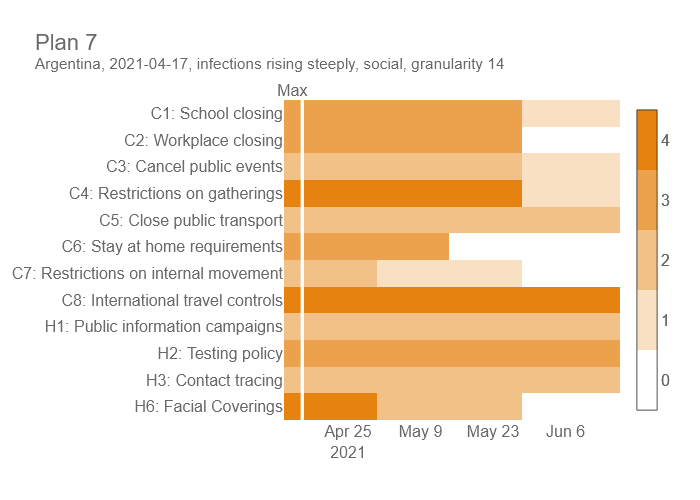 Plan 7
Argentina, 2021-04-17, infections rising steeply, social, granularity 14
Max
C1: School closing
C2: Workplace closing
C3: Cancel public events
C4: Restrictions on gatherings
C5: Close public transport
C6: Stay at home requirements
C7: Restrictions on internal movement
C8: International travel controls
H1: Public information campaigns
H2: Testing policy
H3: Contact tracing
H6: Facial Coverings
Apr 25 May 9 May 23 Jun 6
2021
4
3
2
1
0